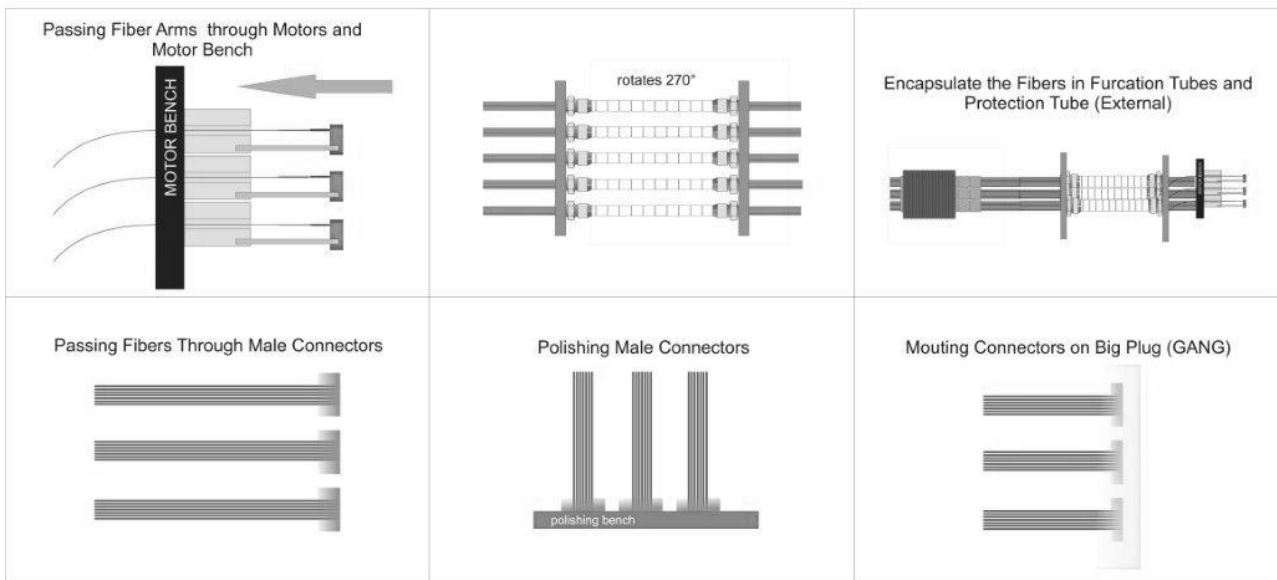 Passing Fiber Arms through Motors and
Motor Bench
MOTOR BENCH
rotates 270°
Encapsulate the Fibers in Furcation Tubes and
Protection Tube (External)
Passing Fibers Through Male Connectors
Polishing Male Connectors
polishing bench
Mouting Connectors on Big Plug (GANG)